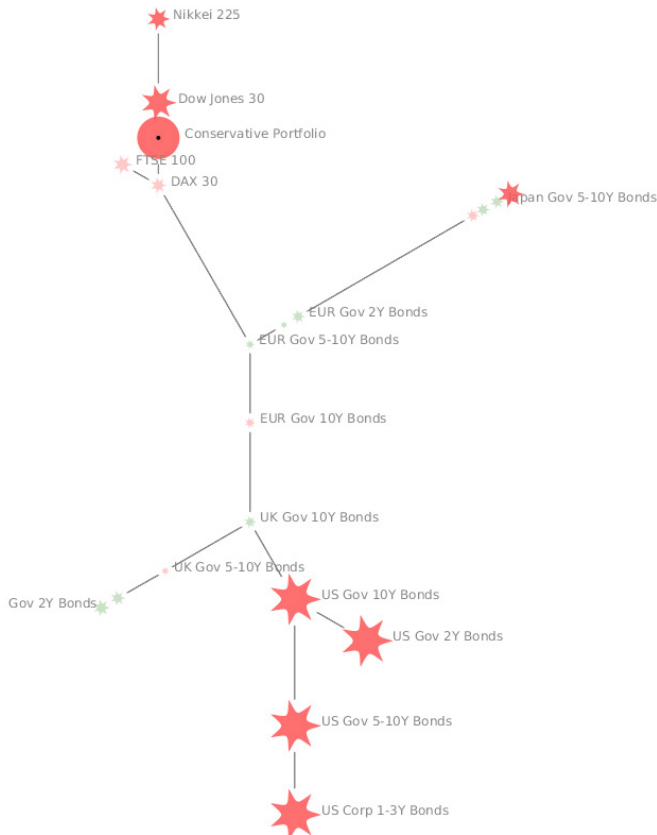 Nikkei 225
Dow Jones 30
Conservative Portfolio
FTSE 100
DAX 30
Japan Gov 5-10Y Bonds
EUR Gov 2Y Bonds
EUR Gov 5-10Y Bonds
EUR Gov 10Y Bonds
UK Gov 10Y Bonds
UK Gov 5-10Y Bonds
Gov 2Y Bonds
US Gov 10Y Bonds
US Gov 2Y Bonds
US Gov 5-10Y Bonds
US Corp 1-3Y Bonds